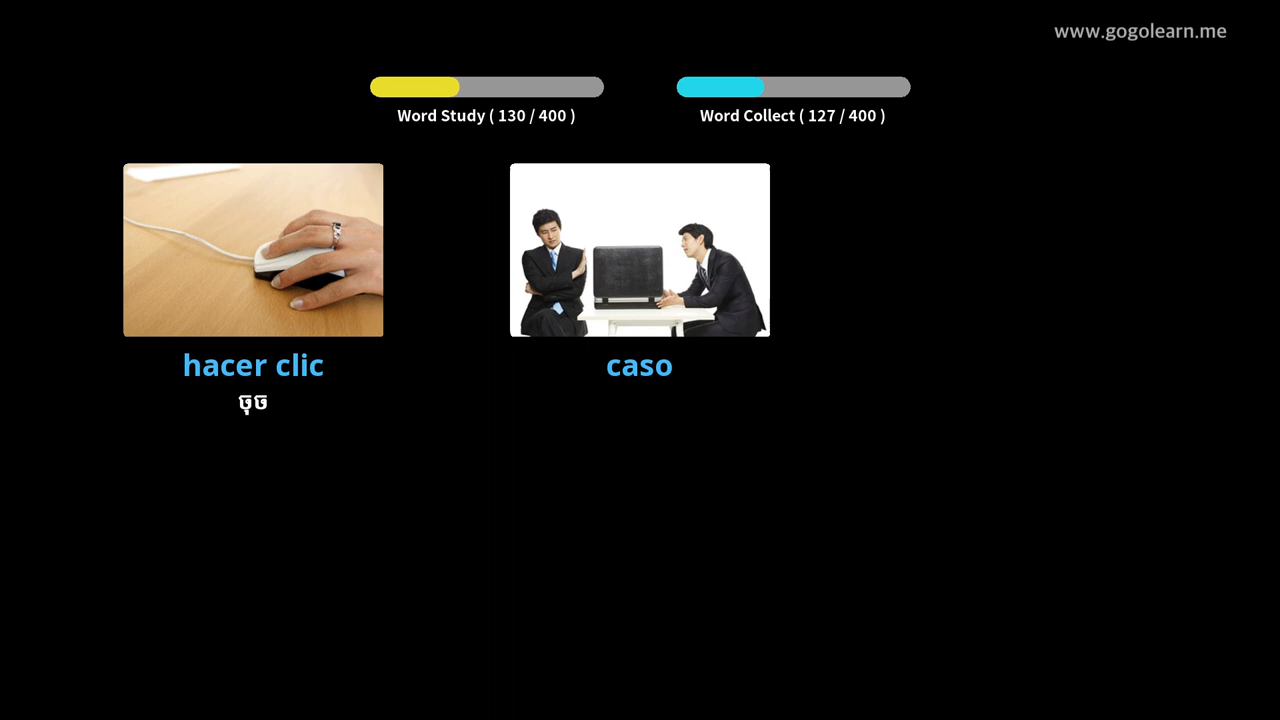 www.gogolearn.me
Word Study ( 130 / 400 )
Word Collect ( 127 / 400 )
hacer clic
ចុច
caso